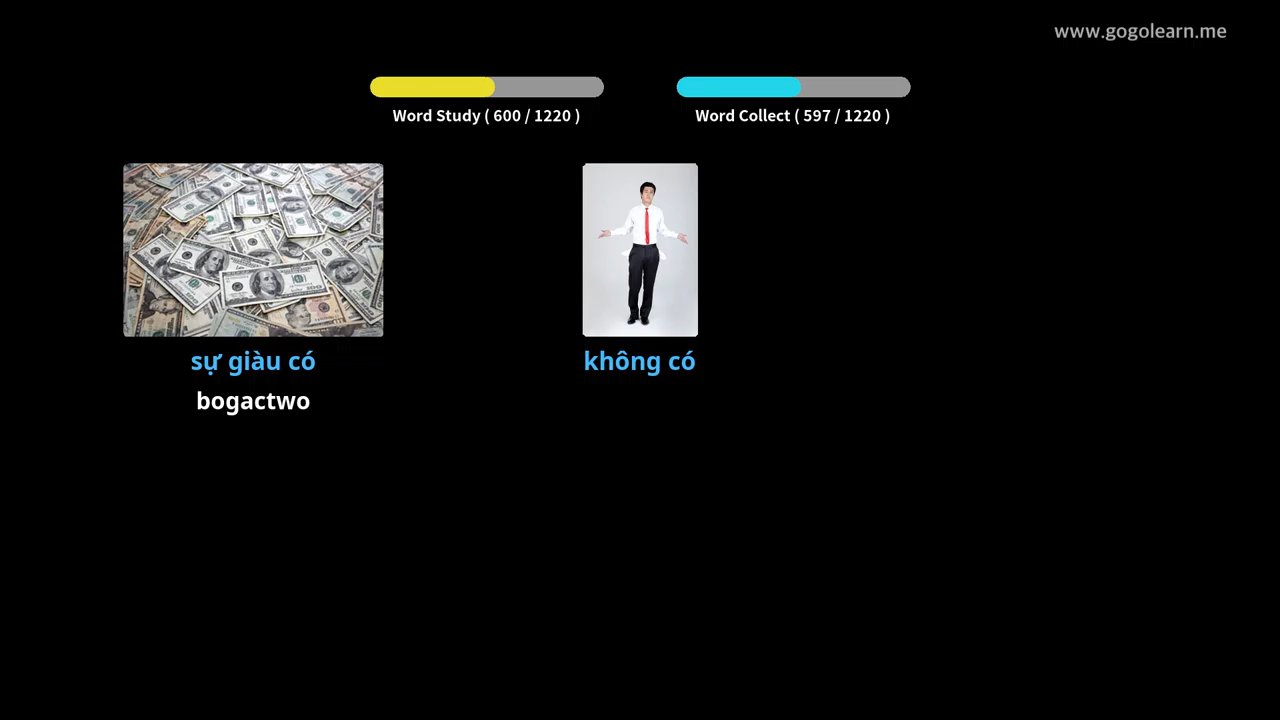 www.gogolearn.me
Word Study ( 600 / 1220 )
Word Collect ( 597 / 1220 )
sự giàu có
không có
bogactwo